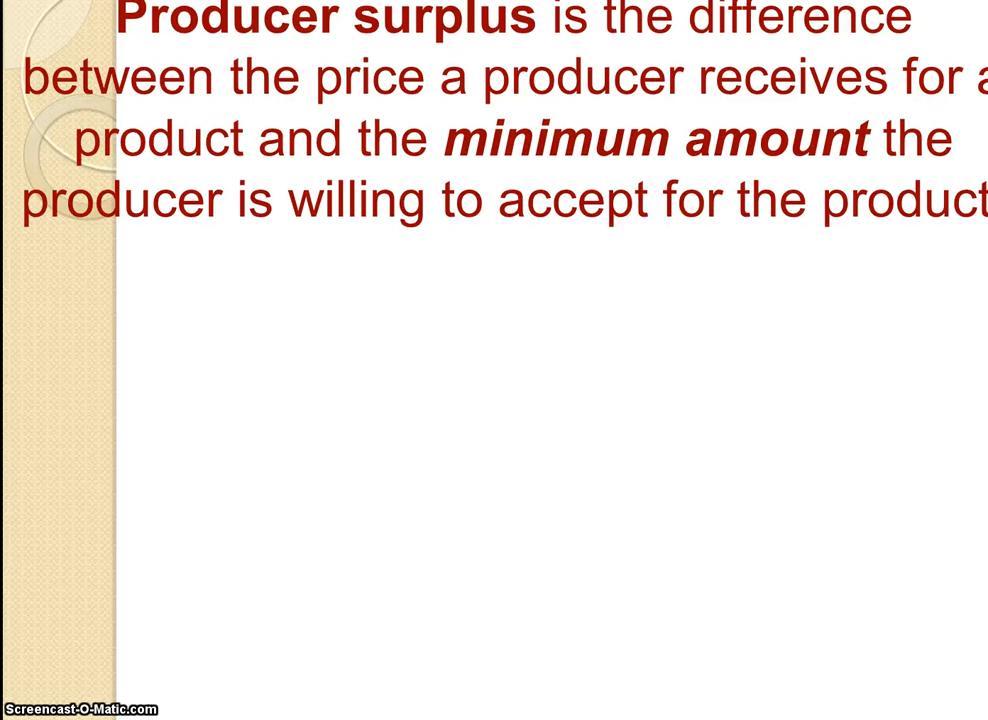 Producer surplus is the difference
between the price a producer receives for a
product and the minimum amount the
producer is willing to accept for the product
Screencast-O-Matic.com